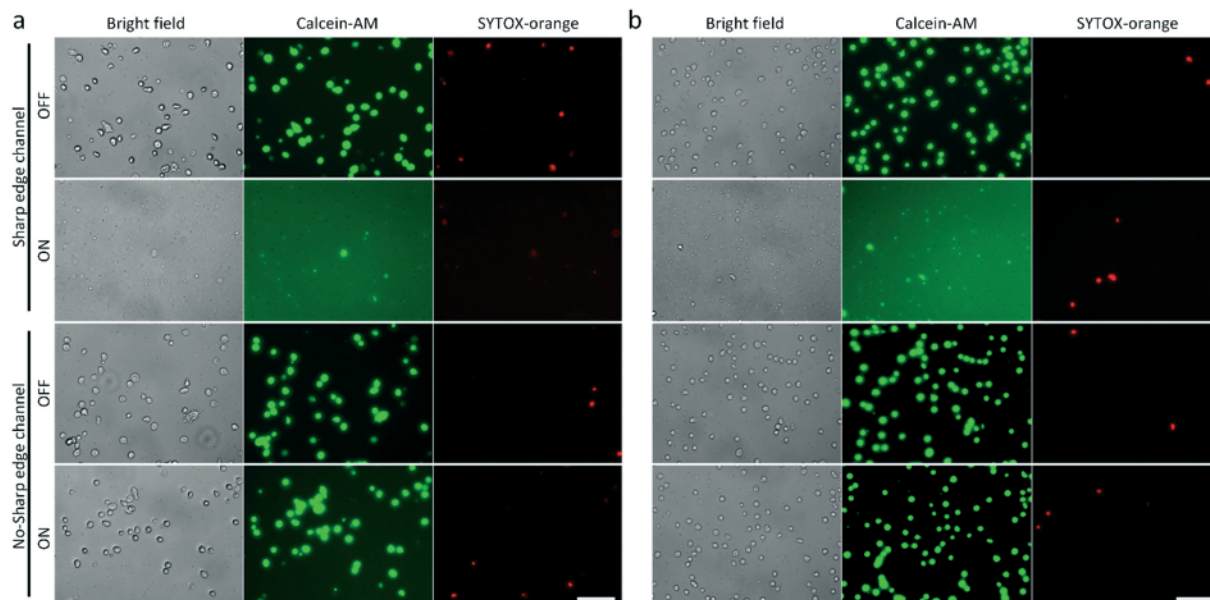 a
Bright field
Calcein-AM
SYTOX-orange
b
Bright field
Calcein-AM
SYTOX-orange
Sharp edge channel
OFF
ON
No-Sharp edge channel
OFF
ON